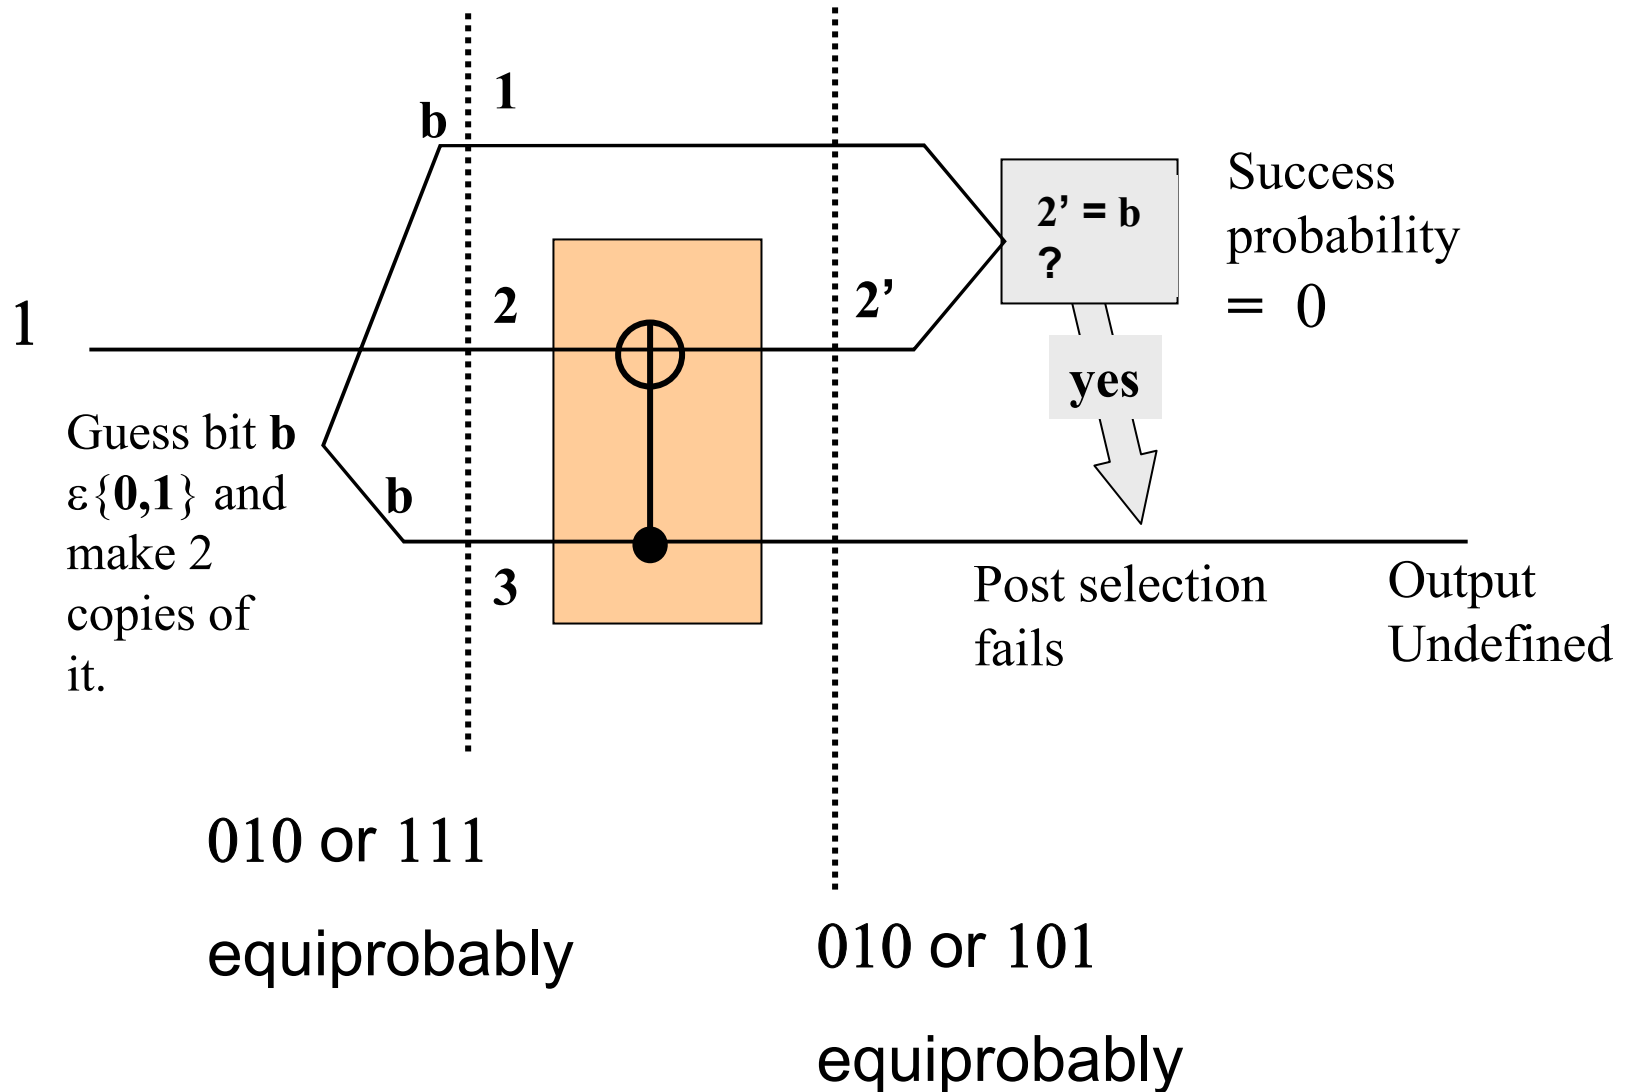 1
b
1
2
2’
b
3
Guess bit b
ε{0,1} and
make 2
copies of
it.
2’ = b
?
Success
probability
= 0
yes
Post selection
fails
Output
Undefined
010 or 111
equiprobably
010 or 101
equiprobably